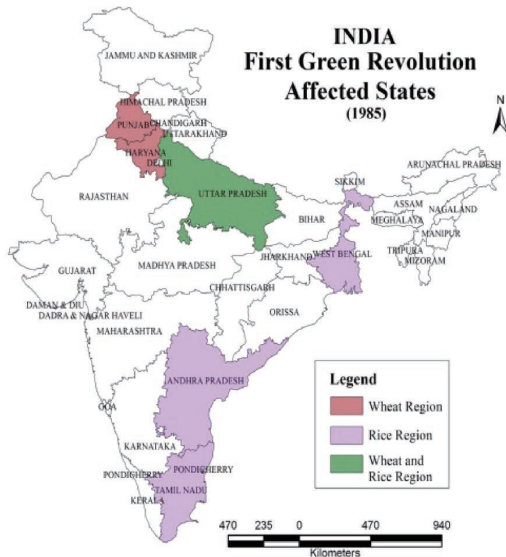 INDIA
First Green Revolution
Affected States
(1985)
N
JAMMU AND KASHMIR
HIMACHAL PRADESH
PUNJAB
CHANDIGARH
UTTARAKHAND
HARYANA
DELHI
ARUNACHAL PRADESH
SIKKIM
RAJASTHAN
UTTAR PRADESH
ASSAM
NAGALAND
BIHAR
MEGHALAYA
MANIPUR
TRIPURA
MIZORAM
GUJARAT
MADHYA PRADESH
JHARKHAND
WEST BENGAL
CHHATTISGARH
DAMAN & DIU
DADRA & NAGAR HAVELI
ORISSA
MAHARASHTRA
ANDHRA PRADESH
GOA
KARNATAKA
PONDICHERRY
PONDICHERRY
TAMIL NADU
KERALA
Legend
Wheat Region
Rice Region
Wheat and
Rice Region
470 235 0 470 940
Kilometers